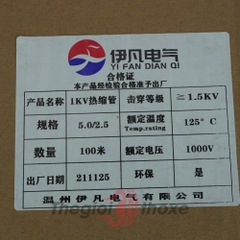 伊凡电气
YI FAN DIAN QI
合格证
本产品经检验合格准予出厂
产品名称 1KV热缩管 击穿等级 ≥1.5KV
规格 5.0/2.5 额定温度 Temp.rating 125°C
数量 100米 额定电压 1000V
出厂日期 211125 环保 是
温州伊凡电气有限公司
Thegioi Inoxe